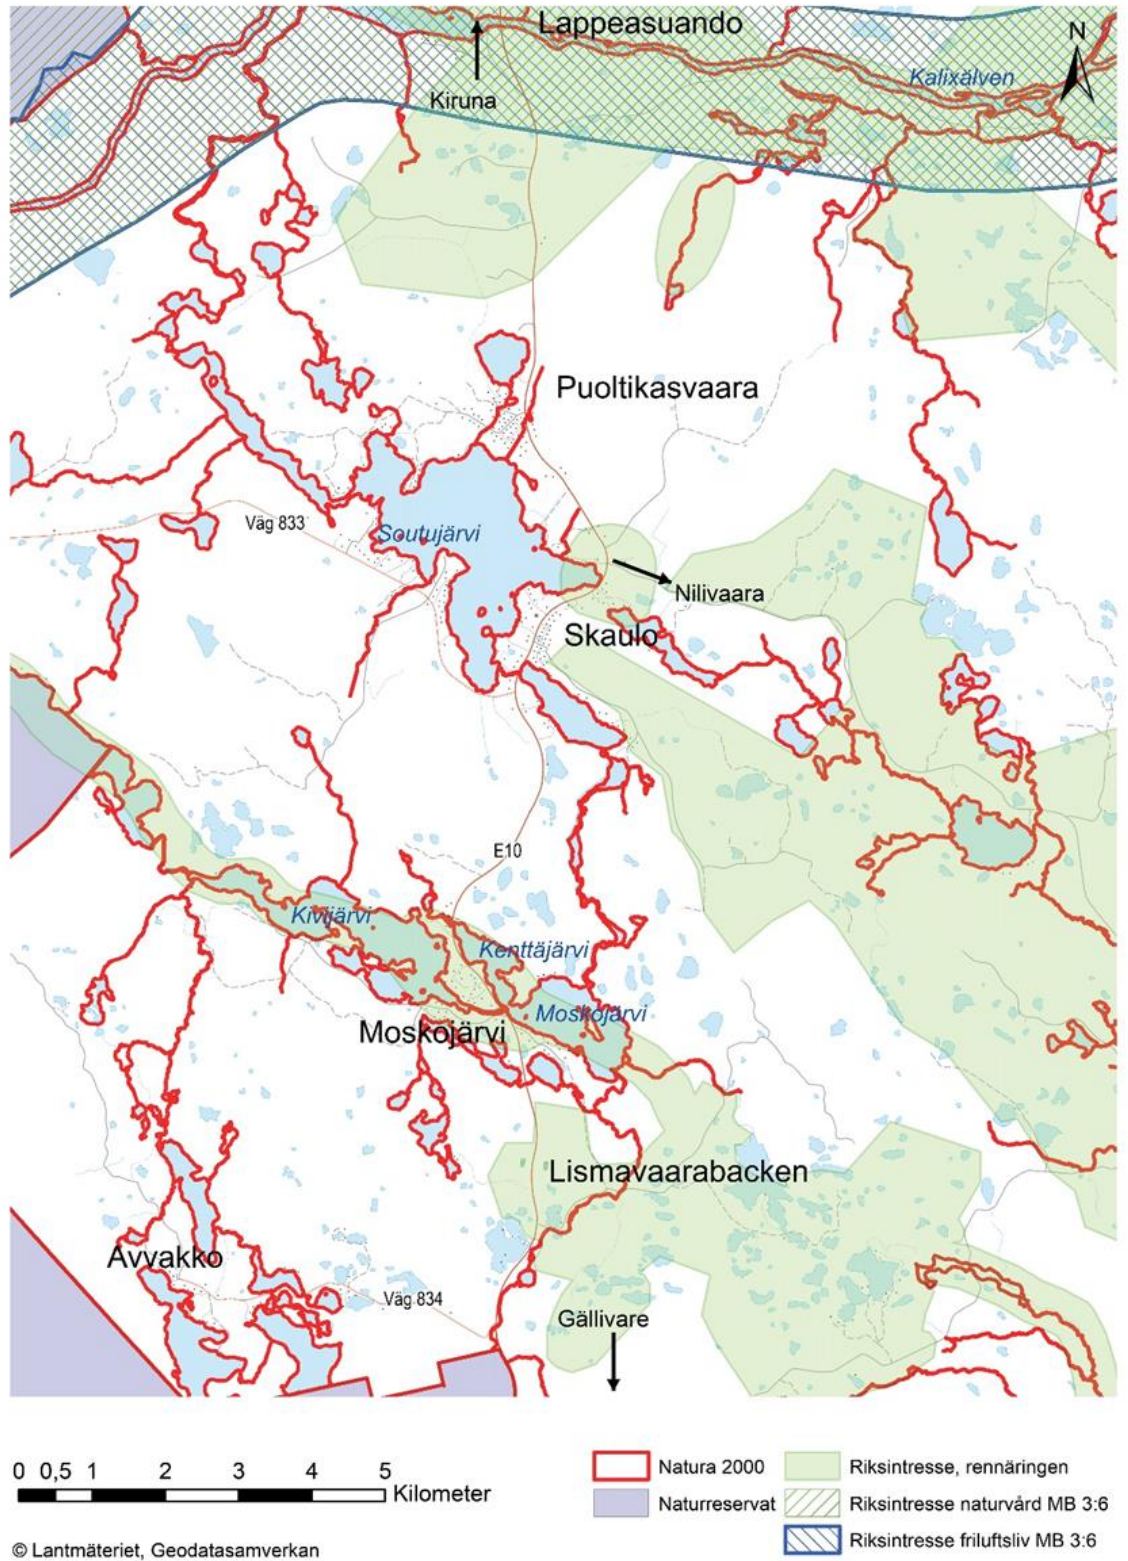 Lappeasuando
N
Kalixälven
Kiruna
Puoltikasvaara
Väg 833
Soutujärvi
Nilivaara
Skaulo
E10
Kivijärvi
Kenttäjärvi
Moskojärvi
Moskojärvi
Lismavaarabacken
Avvakko
Väg 834
Gällivare
0 0,5 1 2 3 4 5
Kilometer
Natura 2000
Naturreservat
Riksintresse, rennäringen
Riksintresse naturvård MB 3:6
Riksintresse friluftsliv MB 3:6
© Lantmäteriet, Geodatasamverkan